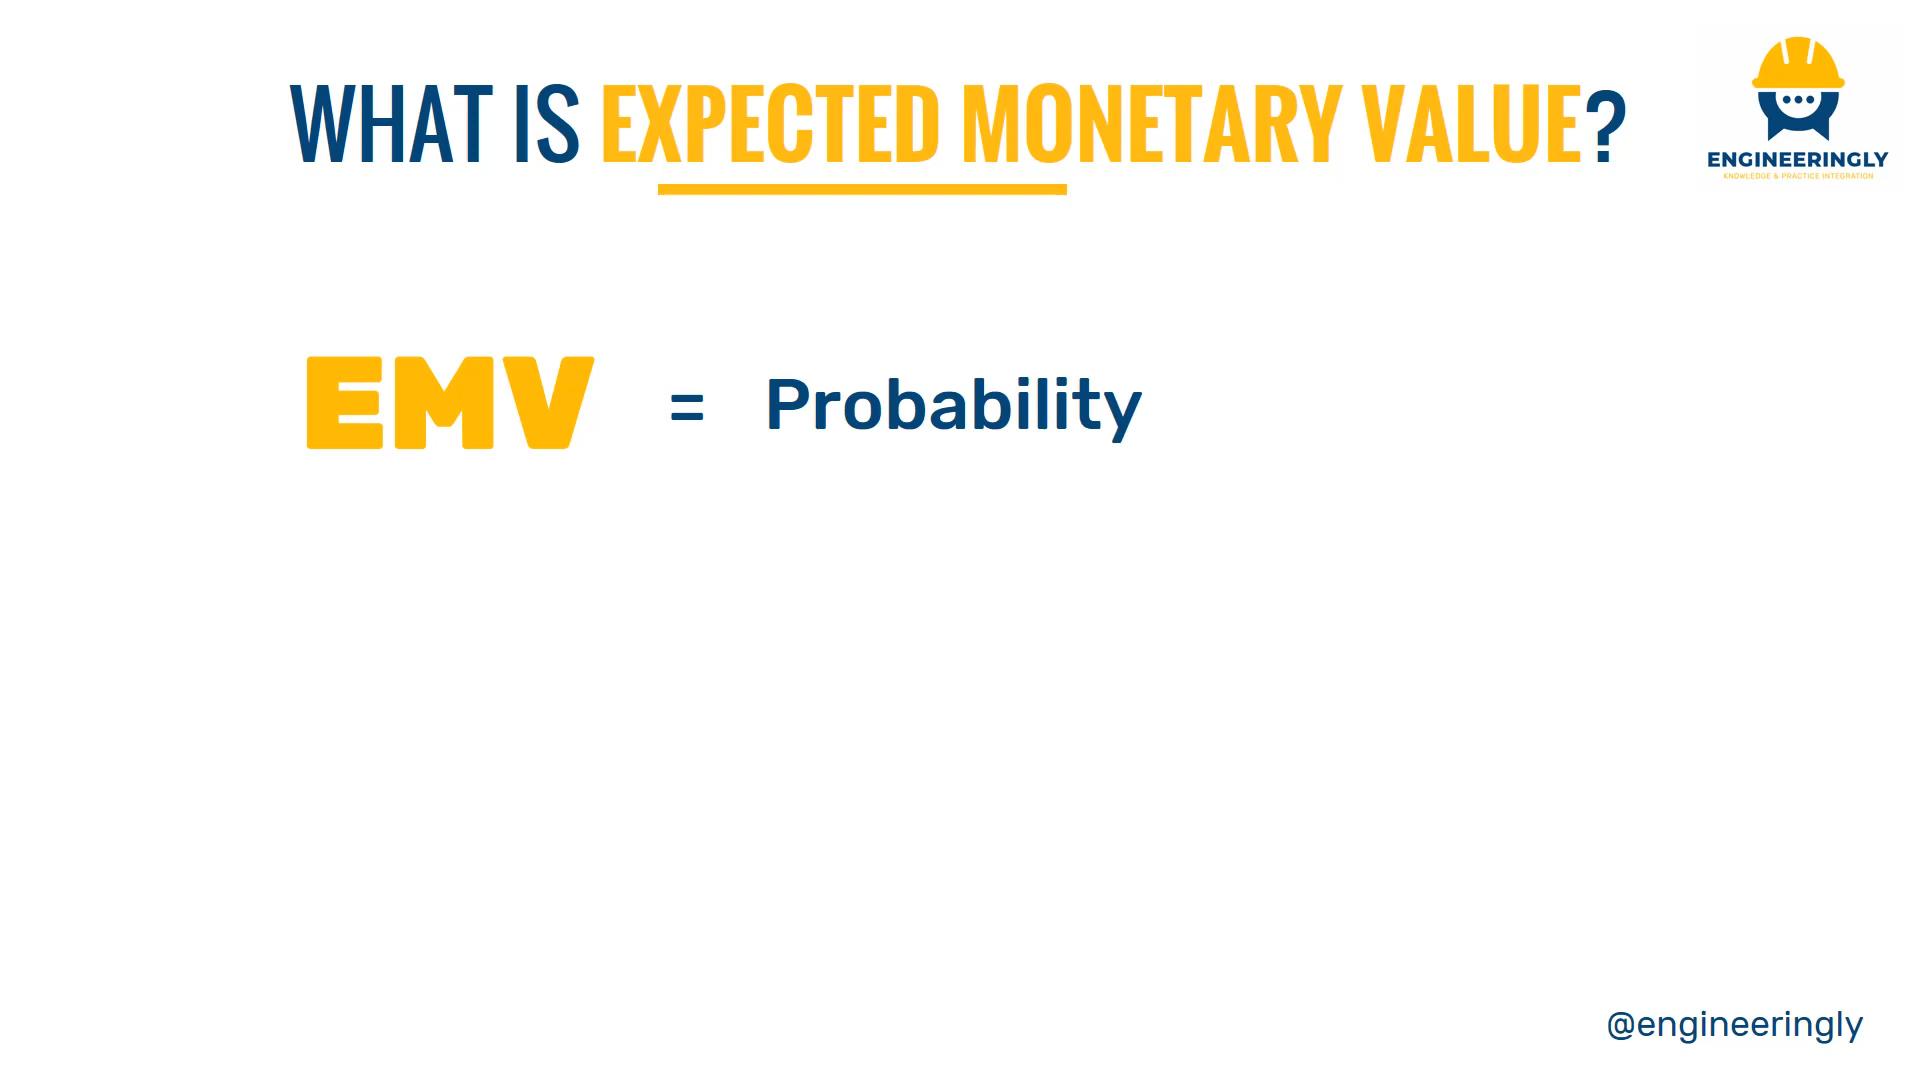 WHAT IS EXPECTED MONETARY VALUE?
ENGINEERINGLY
KNOWLEDGE & PRACTICE INTEGRATION
EMV = Probability
@engineeringly